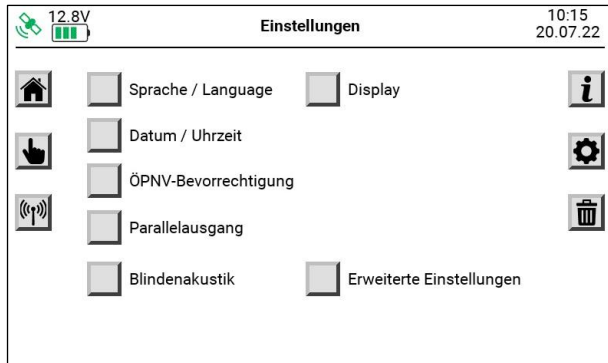 12.8V
Einstellungen
10:15
20.07.22
Sprache / Language
Display
Datum / Uhrzeit
ÖPNV-Bevorrechtigung
Parallelausgang
Blindenakustik
Erweiterte Einstellungen